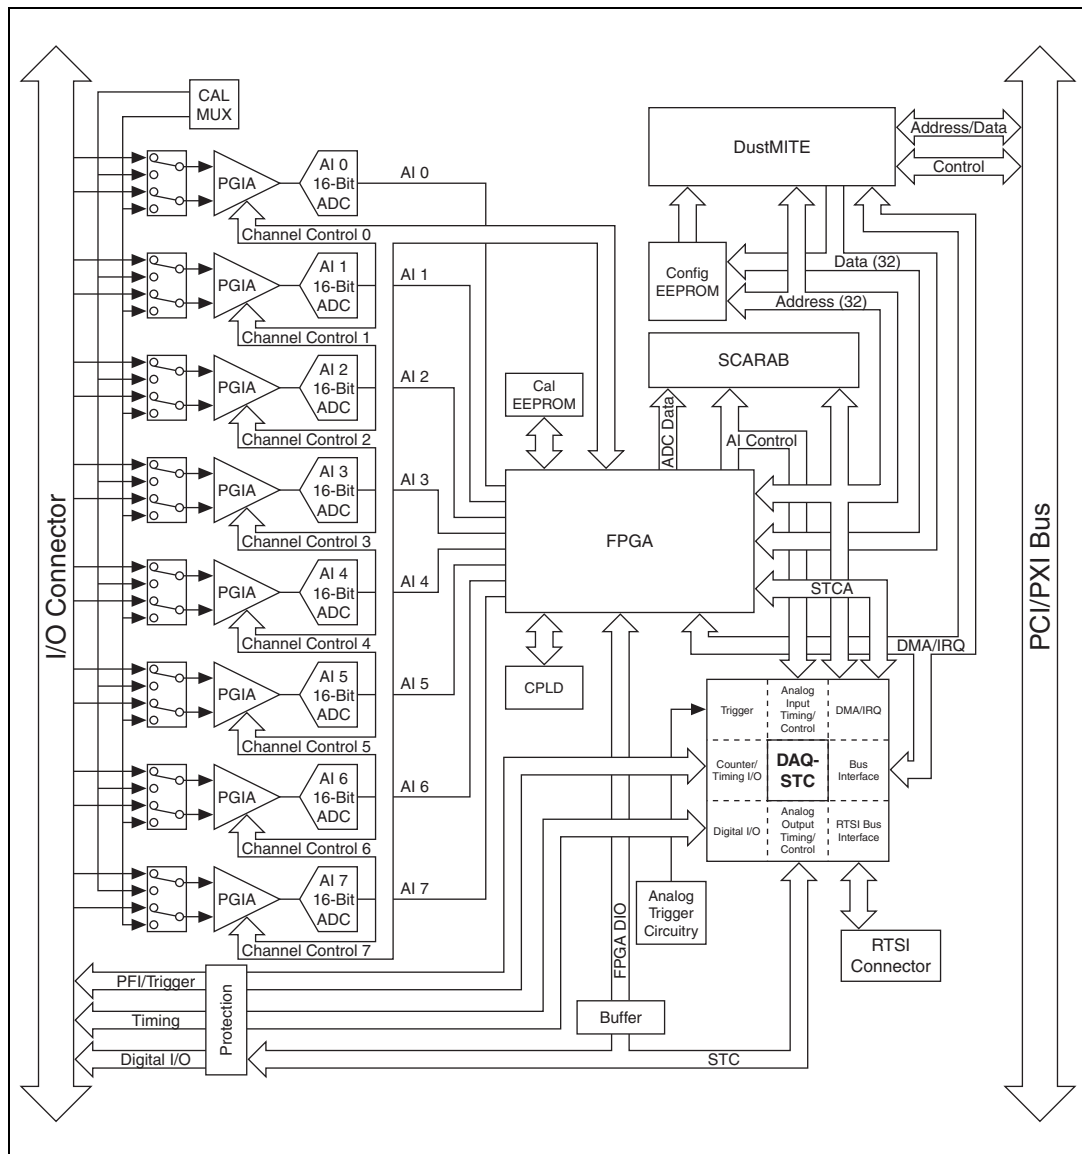 CAL
MUX
DustMITE
Address/Data
Control
AI 0
16-Bit
ADC
PGIA
AI 0
Channel Control 0
Config
EEPROM
Data (32)
Address (32)
AI 1
16-Bit
ADC
PGIA
AI 1
Channel Control 1
SCARAB
AI 2
16-Bit
ADC
PGIA
AI 2
Channel Control 2
Cal
EEPROM
ADC Data
AI Control
AI 3
16-Bit
ADC
PGIA
AI 3
Channel Control 3
FPGA
I/O Connector
PCI/PXI Bus
AI 4
16-Bit
ADC
PGIA
AI 4
Channel Control 4
STCA
DMA/IRQ
AI 5
16-Bit
ADC
PGIA
AI 5
Channel Control 5
CPLD
Trigger
Analog
Input
Timing/
Control
DMA/IRQ
Counter/
Timing I/O
DAQ-
STC
Bus
Interface
Digital I/O
Analog
Output
Timing/
Control
RTSI Bus
Interface
AI 6
16-Bit
ADC
PGIA
AI 6
Channel Control 6
AI 7
16-Bit
ADC
PGIA
AI 7
Channel Control 7
Analog
Trigger
Circuitry
FPGA DIO
RTSI
Connector
PFI/Trigger
Protection
Timing
Buffer
Digital I/O
STC